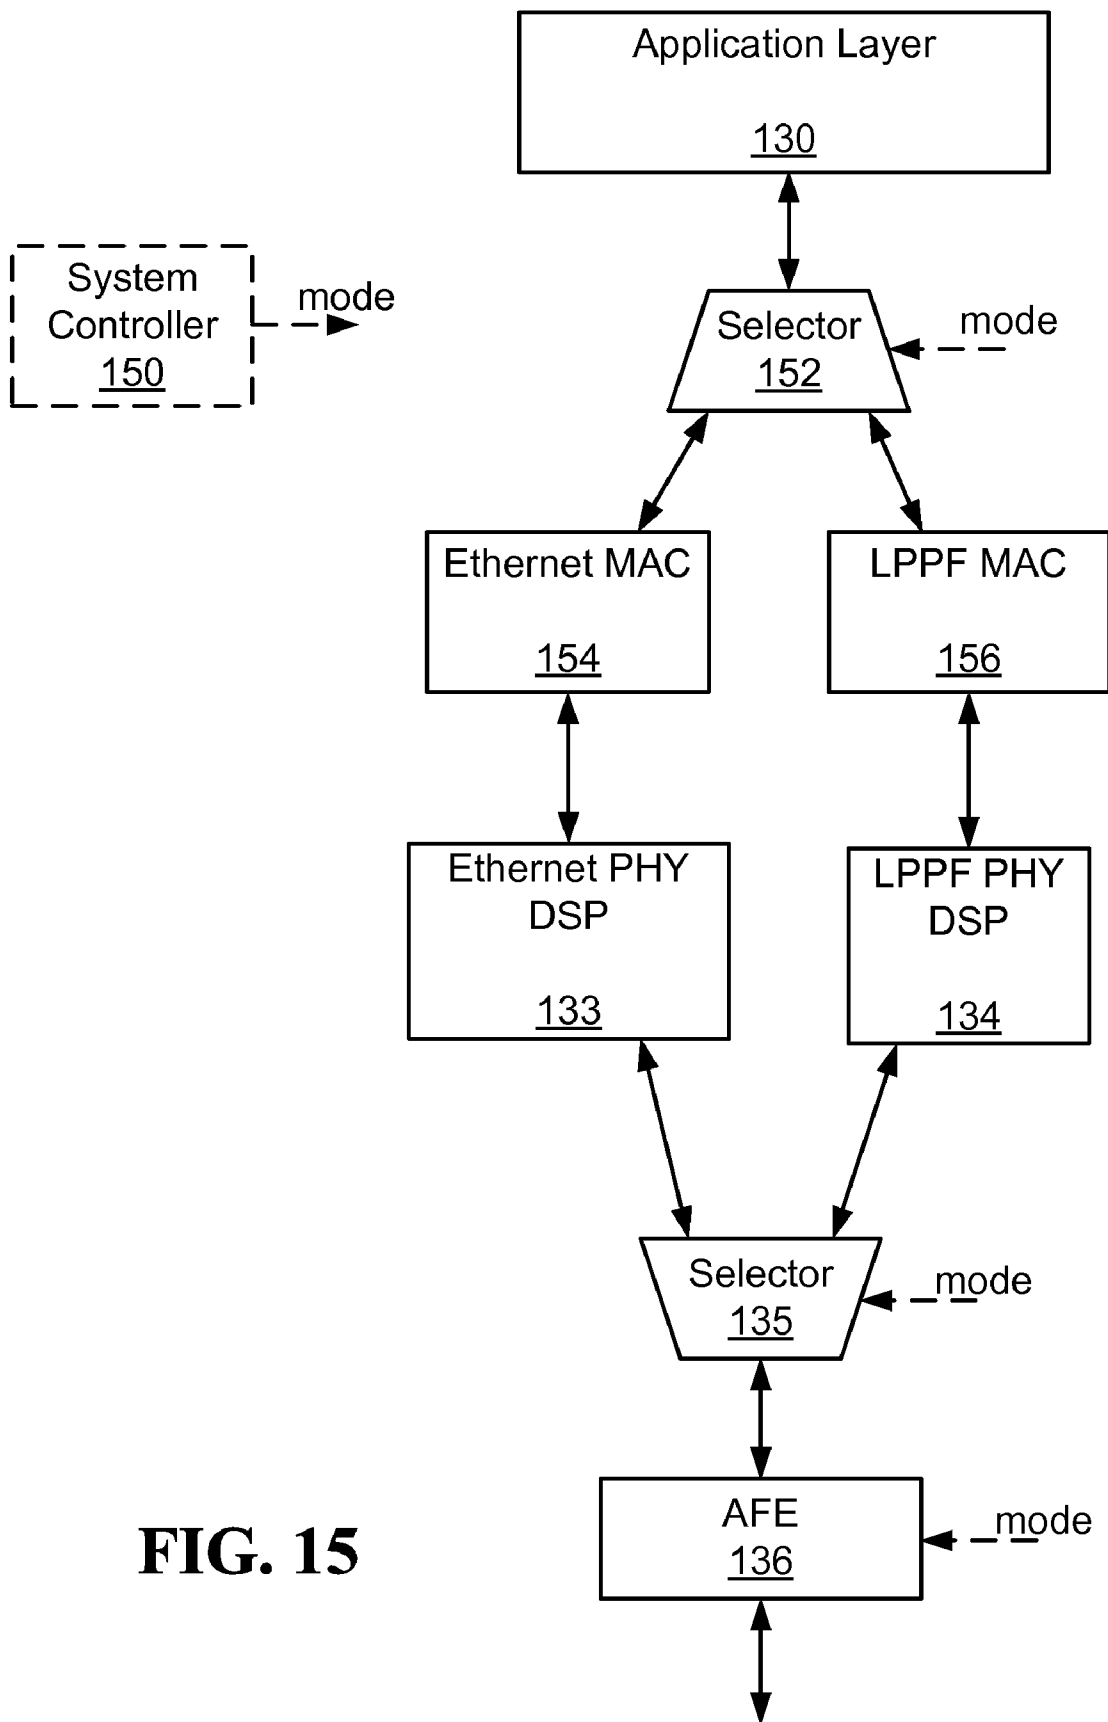 Application Layer
130
System
Controller
150
mode
Selector
152
mode
Ethernet MAC
154
LPPF MAC
156
Ethernet PHY
DSP
133
LPPF PHY
DSP
134
Selector
135
mode
AFE
136
mode
FIG. 15